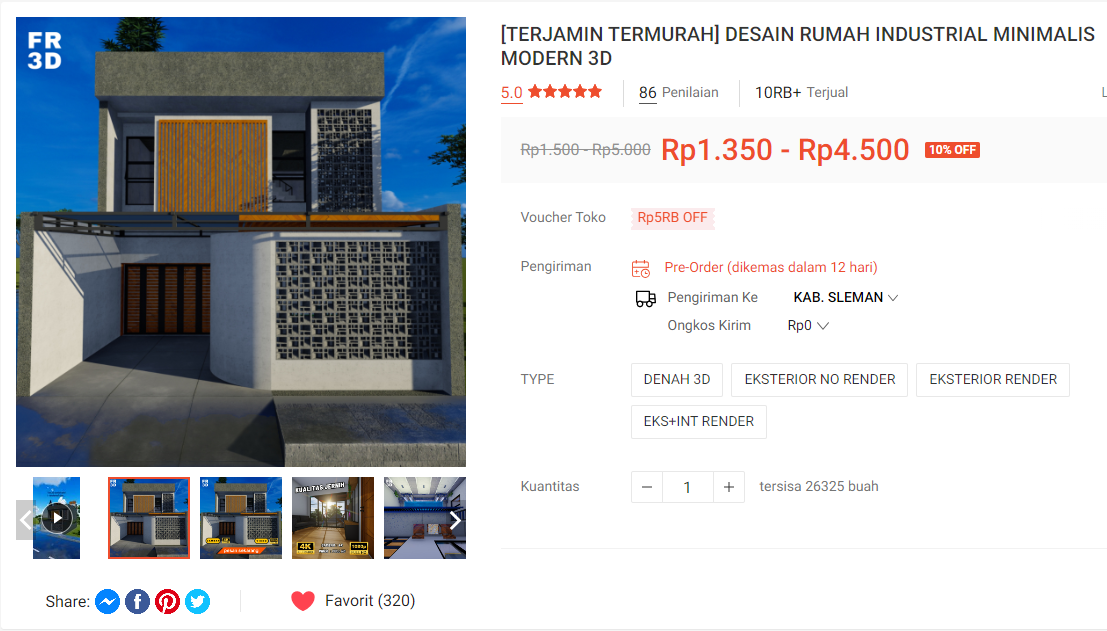 FR
3D
[TERJAMIN TERMURAH] DESAIN RUMAH INDUSTRIAL MINIMALIS
MODERN 3D
5.0
86 Penilaian
10RB+ Terjual
L
Rp1.500 - Rp5.000 Rp1.350 - Rp4.500 10% OFF
Voucher Toko Rp5RB OFF
Pengiriman Pre-Order (dikemas dalam 12 hari)
Pengiriman Ke KAB. SLEMAN
Ongkos Kirim Rp0
TYPE DENAH 3D EKSTERIOR NO RENDER EKSTERIOR RENDER
EKS+INT RENDER
Kuantitas − 1 + tersisa 26325 buah
FR
3D
FR
3D
pesan sekarang
KUALITAS JERNIH
4K
1080p
Share:
Favorit (320)